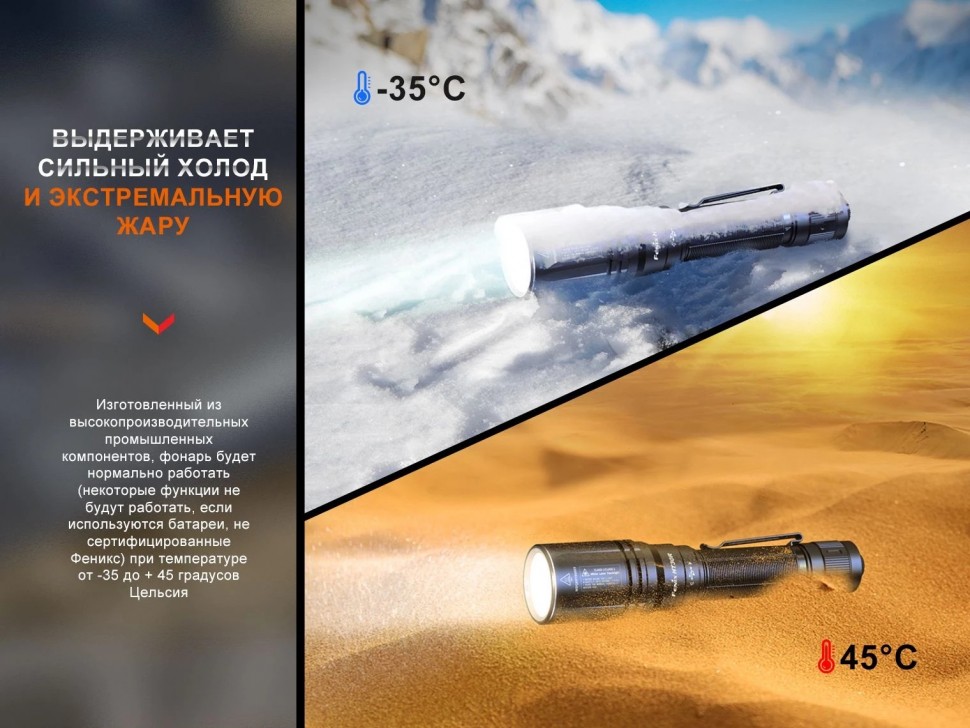 ВЫДЕРЖИВАЕТ
СИЛЬНЫЙ ХОЛОД
И ЭКСТРЕМАЛЬНУЮ
ЖАРУ
Изготовленный из
высокопроизводительных
промышленных
компонентов, фонарь будет
нормально работать
(некоторые функции не
будут работать, если
используются батареи, не
сертифицированные
Феникс) при температуре
от -35 до + 45 градусов
Цельсия
-35°C
45°C